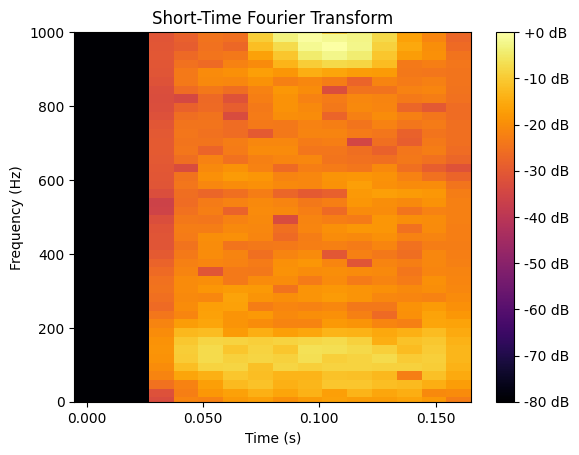 Short-Time Fourier Transform
1000
800
600
400
200
0
Frequency (Hz)
0.000
0.050
0.100
0.150
Time (s)
+0 dB
-10 dB
-20 dB
-30 dB
-40 dB
-50 dB
-60 dB
-70 dB
-80 dB